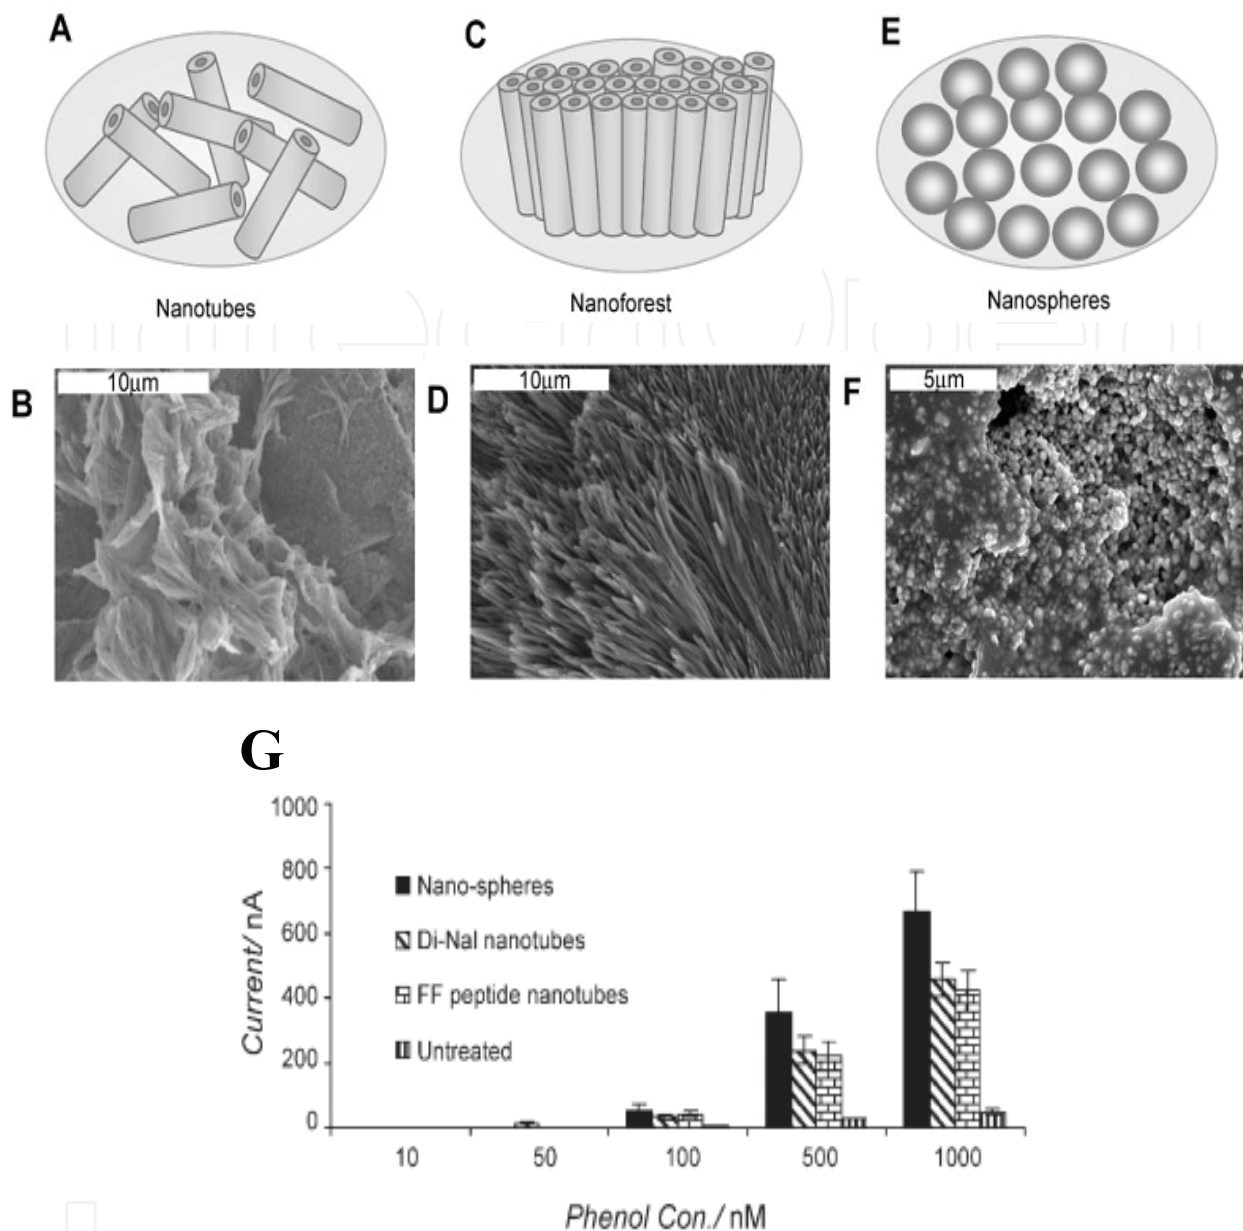 A
C
E
Nanotubes
Nanoforest
Nanospheres
B
10μm
D
10μm
F
5μm
G
1000
800
600
400
200
0
Current/ nA
Nano-spheres
Di-Nal nanotubes
FF peptide nanotubes
Untreated
10
50
100
500
1000
Phenol Con./ nM